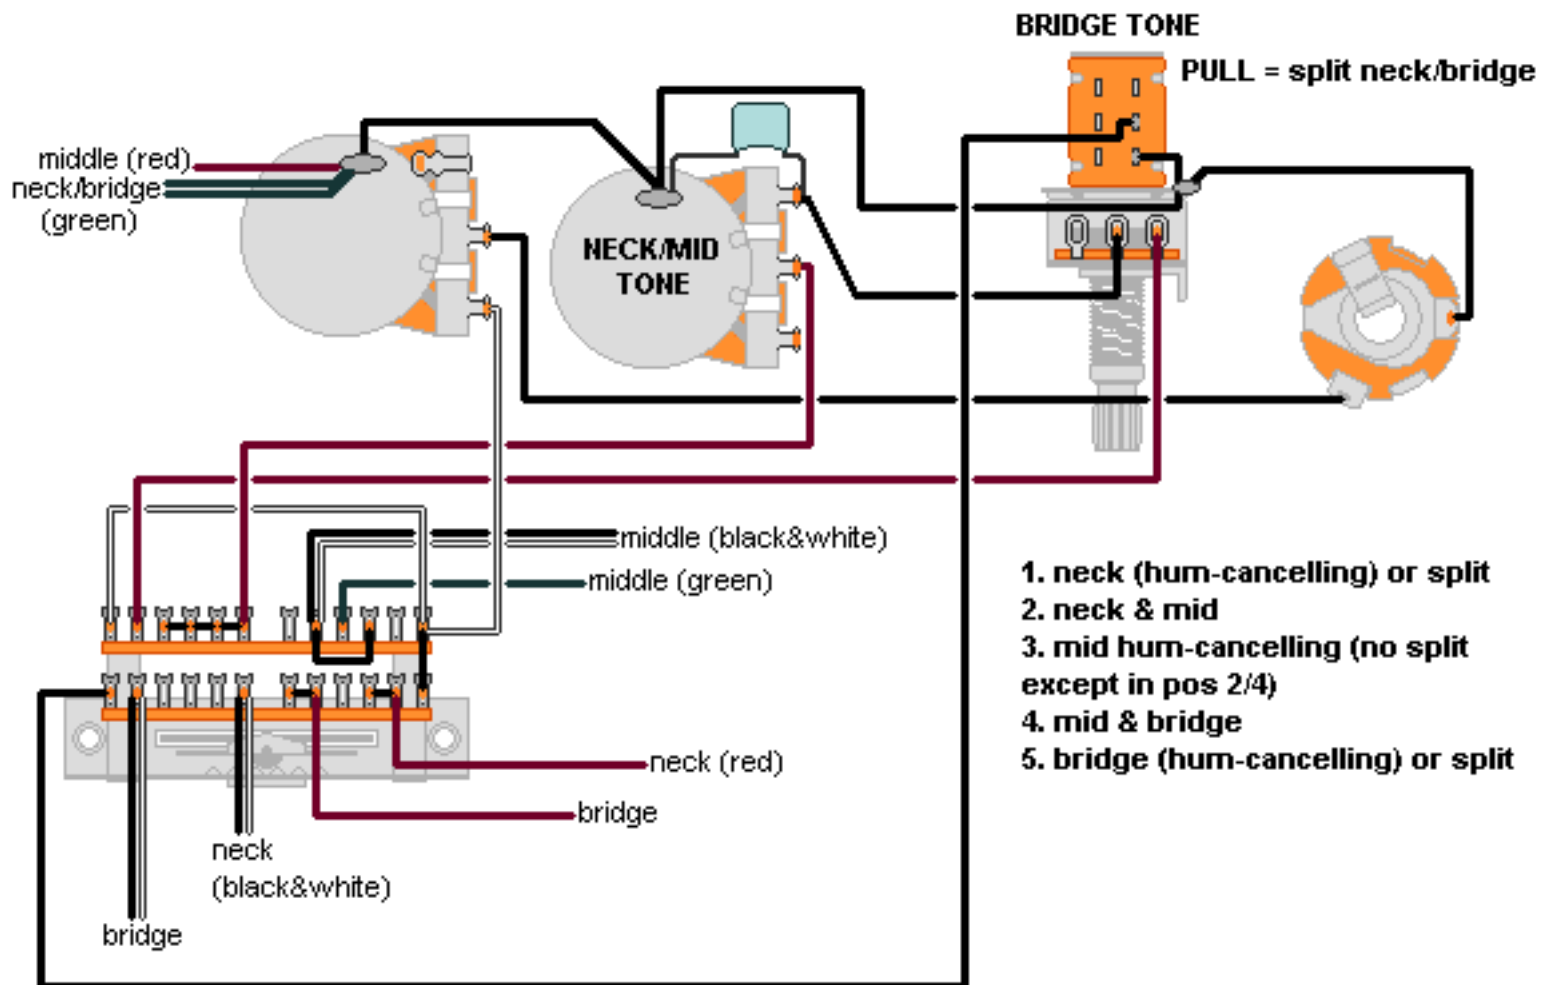 BRIDGE TONE
PULL = split neck/bridge
middle (red)
neck/bridge
(green)
NECK/MID
TONE
middle (black&white)
middle (green)
1. neck (hum-cancelling) or split
2. neck & mid
3. mid hum-cancelling (no split
except in pos 2/4)
4. mid & bridge
5. bridge (hum-cancelling) or split
neck (red)
bridge
neck
(black&white)
bridge